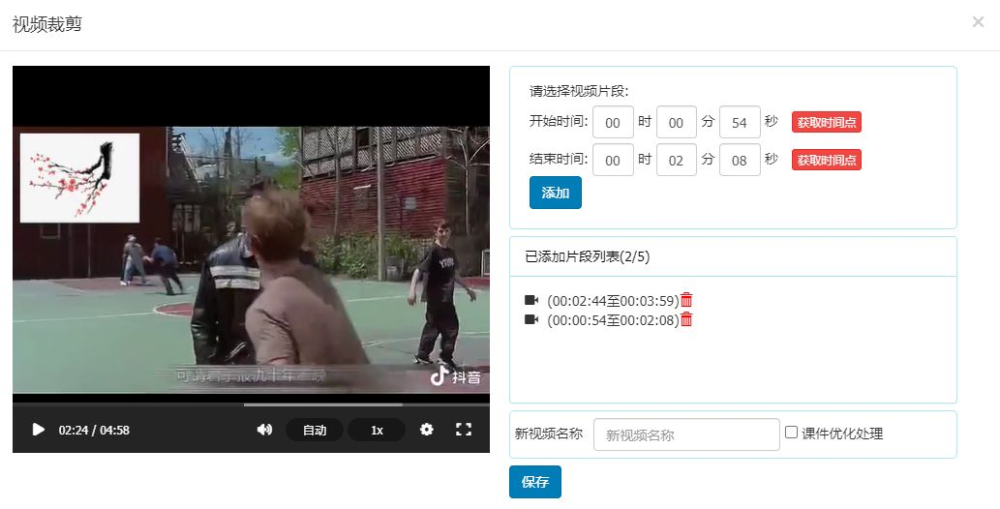 视频裁剪
×
请选择视频片段:
开始时间: 00 时 00 分 54 秒 获取时间点
结束时间: 00 时 02 分 08 秒 获取时间点
添加
已添加片段列表(2/5)
(00:02:44至00:03:59)
(00:00:54至00:02:08)
抖音
02:24 / 04:58 自动 1x
新视频名称 新视频名称 课件优化处理
保存